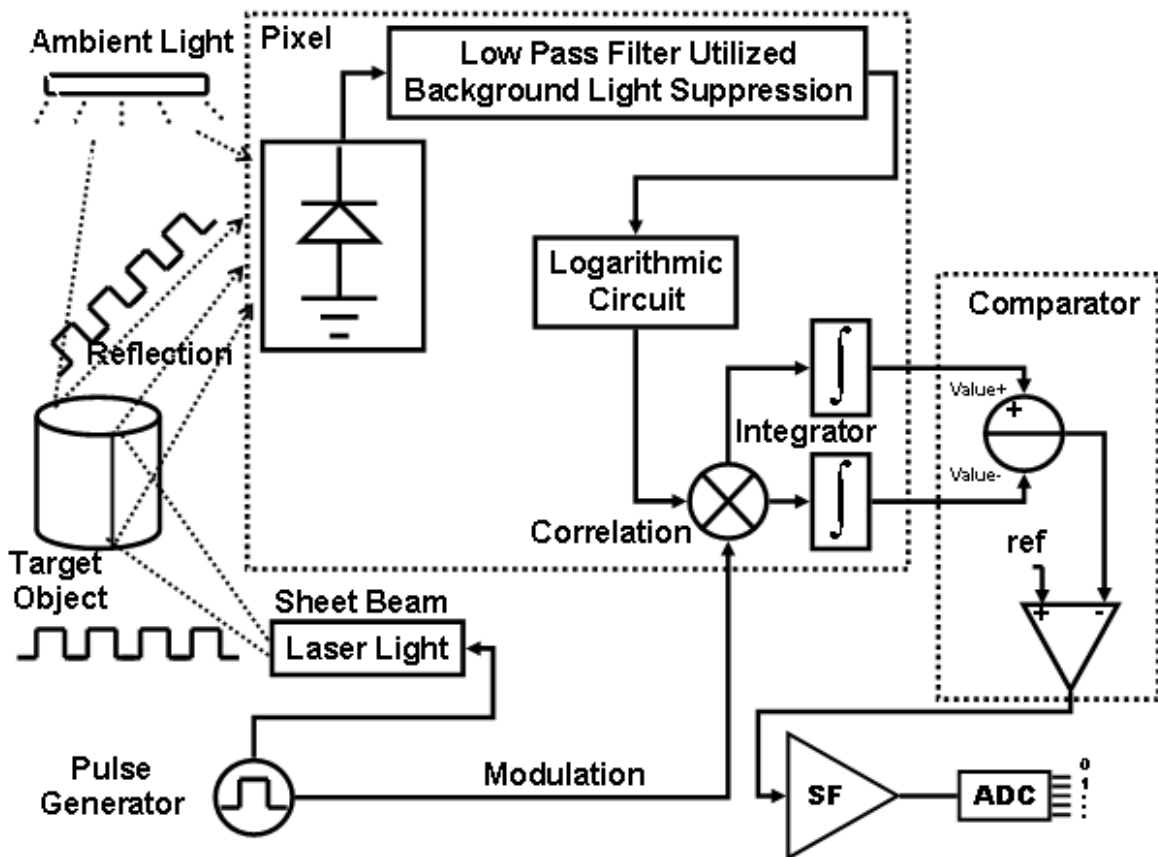 Ambient Light
Pixel
Low Pass Filter Utilized
Background Light Suppression
Logarithmic
Circuit
Comparator
Reflection
Value+
+
Integrator
Value-
Correlation
ref
Target
Object
+ -
Sheet Beam
Laser Light
Pulse
Generator
Modulation
SF
ADC
0
1